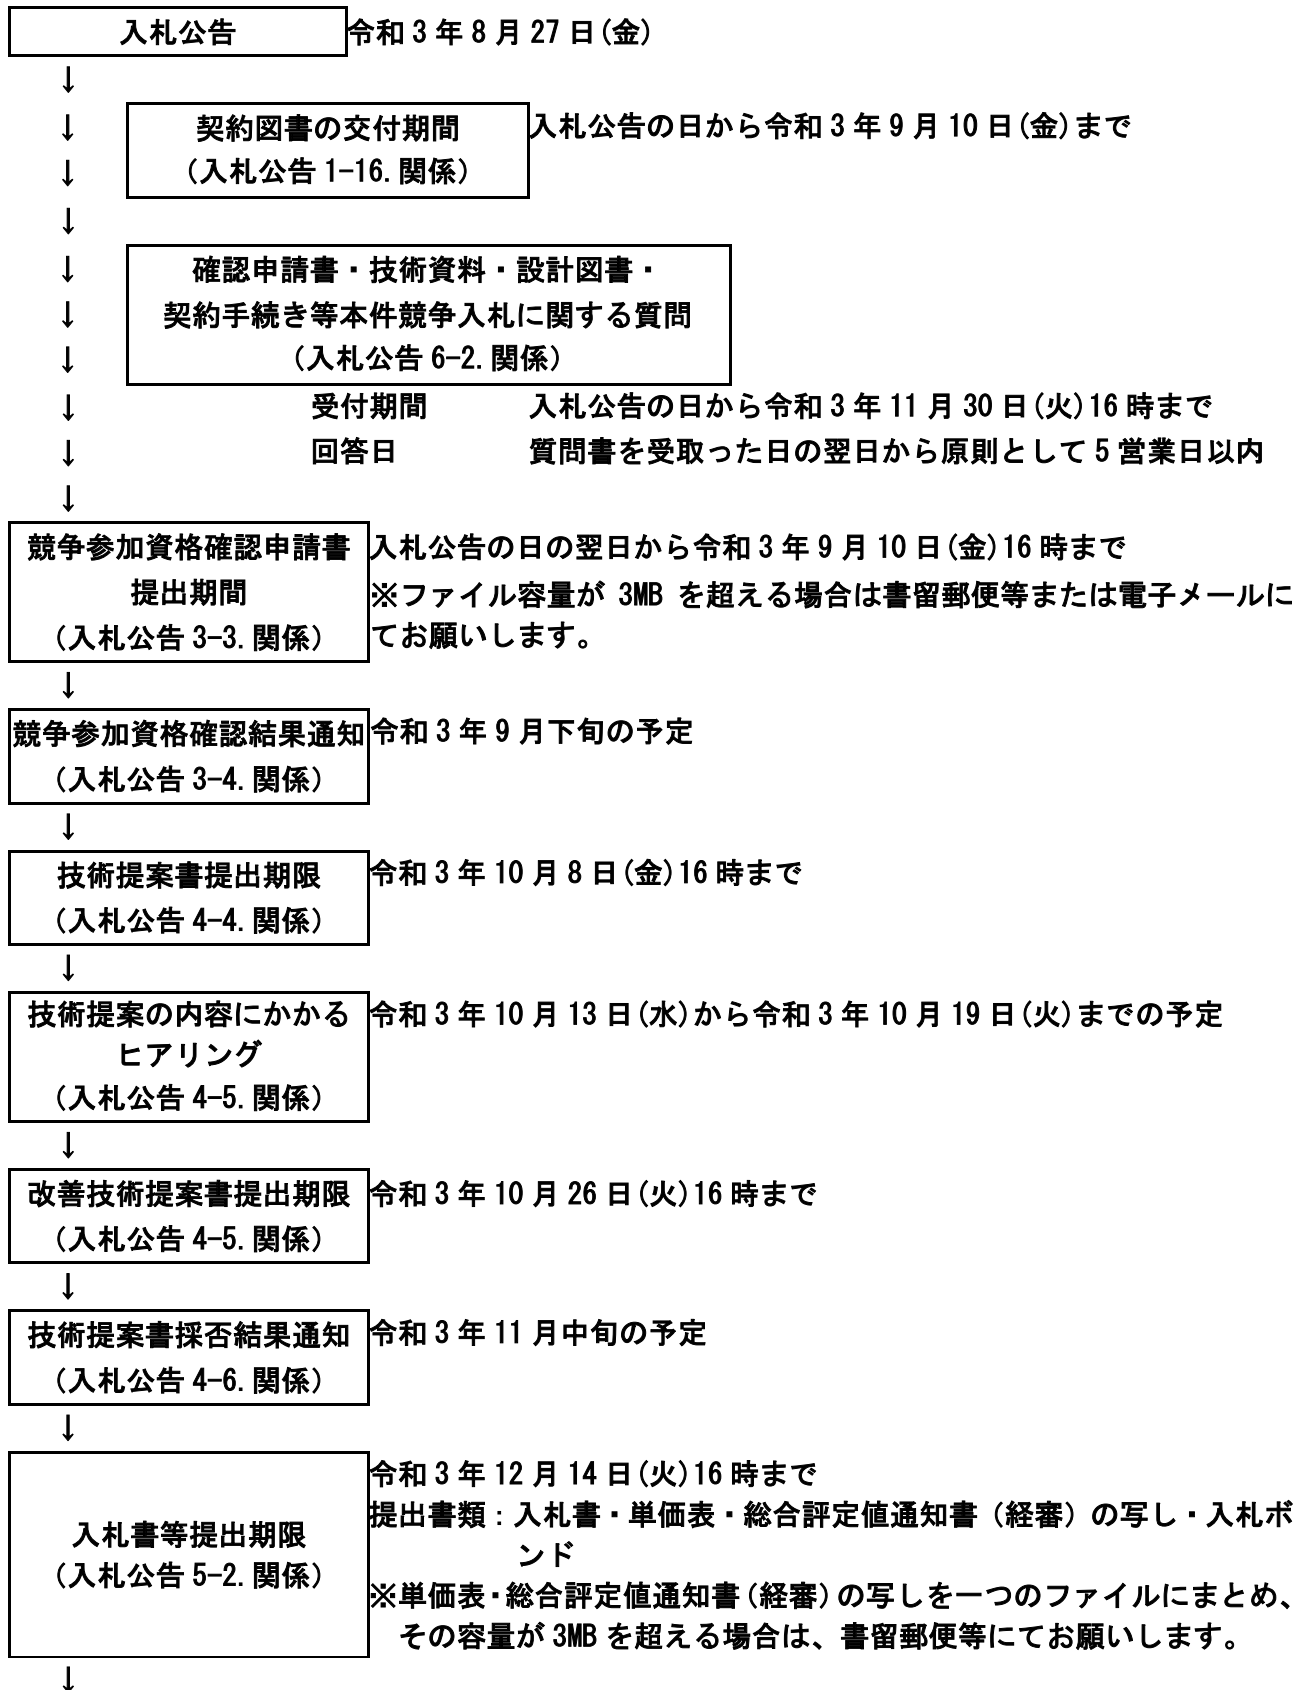 入札公告 令和3年8月27日(金)
↓
↓ 契約図書の交付期間 入札公告の日から令和3年9月10日(金)まで
↓ (入札公告1-16.関係)
↓
↓ 確認申請書・技術資料・設計図書・
↓ 契約手続き等本件競争入札に関する質問
↓ (入札公告6-2.関係)
↓ 受付期間 入札公告の日から令和3年11月30日(火)16時まで
↓ 回答日 質問書を受取った日の翌日から原則として5営業日以内
↓
競争参加資格確認申請書 入札公告の日の翌日から令和3年9月10日(金)16時まで
提出期間 ※ファイル容量が 3MB を超える場合は書留郵便等または電子メールに
(入札公告3-3.関係) てお願いします。
↓
競争参加資格確認結果通知 令和3年9月下旬の予定
(入札公告3-4.関係)
↓
技術提案書提出期限 令和3年10月8日(金)16時まで
(入札公告4-4.関係)
↓
技術提案の内容にかかる 令和3年10月13日(水)から令和3年10月19日(火)までの予定
ヒアリング
(入札公告4-5.関係)
↓
改善技術提案書提出期限 令和3年10月26日(火)16時まで
(入札公告4-5.関係)
↓
技術提案書採否結果通知 令和3年11月中旬の予定
(入札公告4-6.関係)
↓
入札書等提出期限
(入札公告5-2.関係)
令和3年12月14日(火)16時まで
提出書類：入札書・単価表・総合評定値通知書(経審)の写し・入札ボ
ンド
※単価表・総合評定値通知書(経審)の写しを一つのファイルにまとめ、
その容量が3MBを超える場合は、書留郵便等にてお願いします。
↓